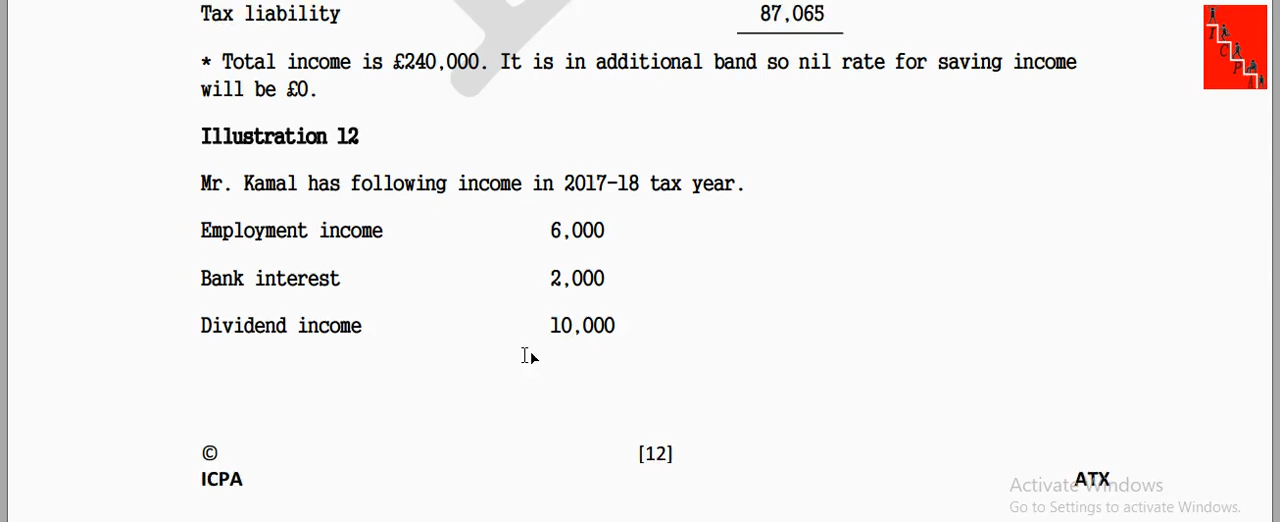 Tax liability 87,065
* Total income is £240,000. It is in additional band so nil rate for saving income
will be £0.
Illustration 12
Mr. Kamal has following income in 2017-18 tax year.
Employment income 6,000
Bank interest 2,000
Dividend income 10,000
© [12]
ICPA ATX
Activate Windows
Go to Settings to activate Windows.
I
C
P
A